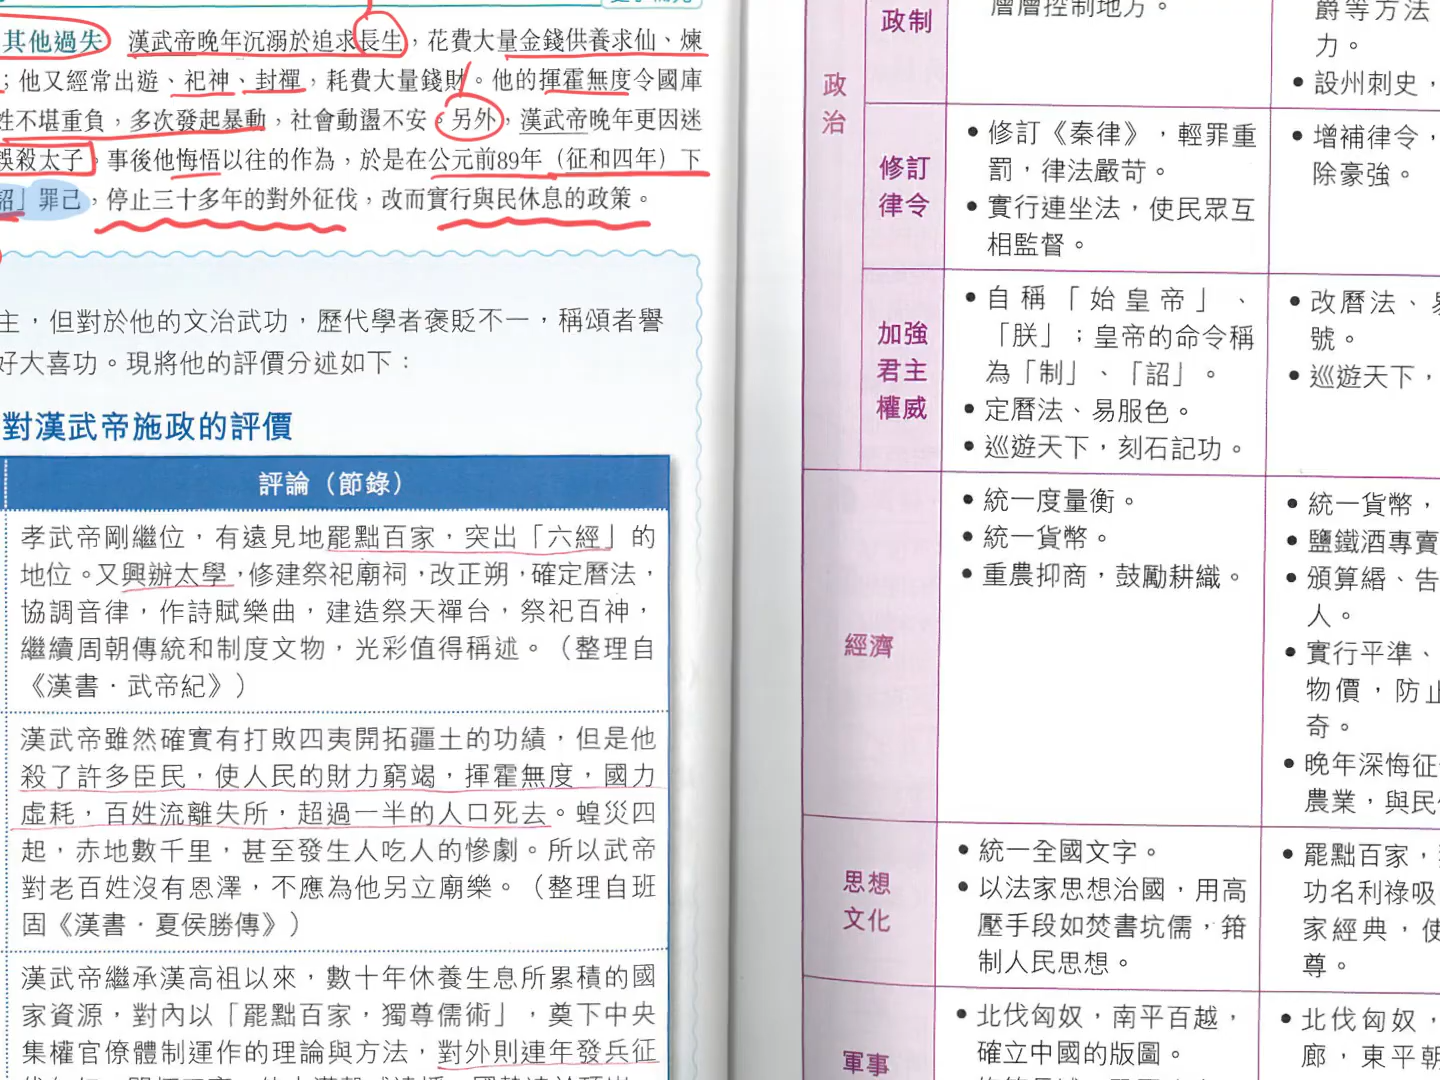 其他過失 漢武帝晚年沉溺於追求長生，花費大量金錢供養求仙、煉
；他又經常出遊、祀神、封禪，耗費大量錢財。他的揮霍無度令國庫
姓不堪重負，多次發起暴動，社會動盪不安。另外，漢武帝晚年更因迷
誤殺太子。事後他悔悟以往的作為，於是在公元前89年（征和四年）下
詔」罪己，停止三十多年的對外征伐，改而實行與民休息的政策。
主，但對於他的文治武功，歷代學者褒貶不一，稱頌者譽
好大喜功。現將他的評價分述如下：
對漢武帝施政的評價
評論（節錄）
孝武帝剛繼位，有遠見地罷黜百家，突出「六經」的
地位。又興辦太學，修建祭祀廟祠，改正朔，確定曆法，
協調音律，作詩賦樂曲，建造祭天禪台，祭祀百神，
繼續周朝傳統和制度文物，光彩值得稱述。（整理自
《漢書．武帝紀》）
漢武帝雖然確實有打敗四夷開拓疆土的功績，但是他
殺了許多臣民，使人民的財力窮竭，揮霍無度，國力
虛耗，百姓流離失所，超過一半的人口死去。蝗災四
起，赤地數千里，甚至發生人吃人的慘劇。所以武帝
對老百姓沒有恩澤，不應為他另立廟樂。（整理自班
固《漢書．夏侯勝傳》）
漢武帝繼承漢高祖以來，數十年休養生息所累積的國
家資源，對內以「罷黜百家，獨尊儒術」，奠下中央
集權官僚體制運作的理論與方法，對外則連年發兵征
政治
政制
層層控制地方。
爵等方法
力。
• 設州刺史，
修訂
律令
• 修訂《秦律》，輕罪重
罰，律法嚴苛。
• 實行連坐法，使民眾互
相監督。
• 增補律令，
除豪強。
加強
君主
權威
• 自稱「始皇帝」、
「朕」；皇帝的命令稱
為「制」、「詔」。
• 定曆法、易服色。
• 巡遊天下，刻石記功。
• 改曆法、易
號。
• 巡遊天下，
經濟
• 統一度量衡。
• 統一貨幣。
• 重農抑商，鼓勵耕織。
• 統一貨幣，
• 鹽鐵酒專賣
• 頒算緡、告
人。
• 實行平準、
物價，防止
奇。
• 晚年深悔征
農業，與民
思想
文化
• 統一全國文字。
• 以法家思想治國，用高
壓手段如焚書坑儒，箝
制人民思想。
• 罷黜百家，
功名利祿吸
家經典，使
尊。
軍事
• 北伐匈奴，南平百越，
確立中國的版圖。
• 北伐匈奴，
廊，東平朝